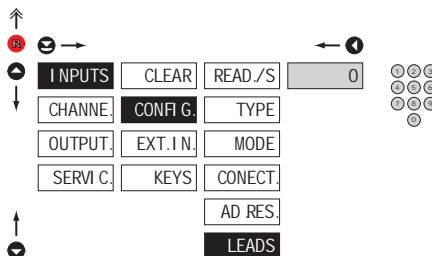 R
INPUTS CLEAR READ./S 0
CHANNE. CONFIG. TYPE
OUTPUT. EXT.IN. MODE
SERVIC. KEYS CONECT.
AD RES.
LEADS
1 2 3
4 5 6
7 8 9
0